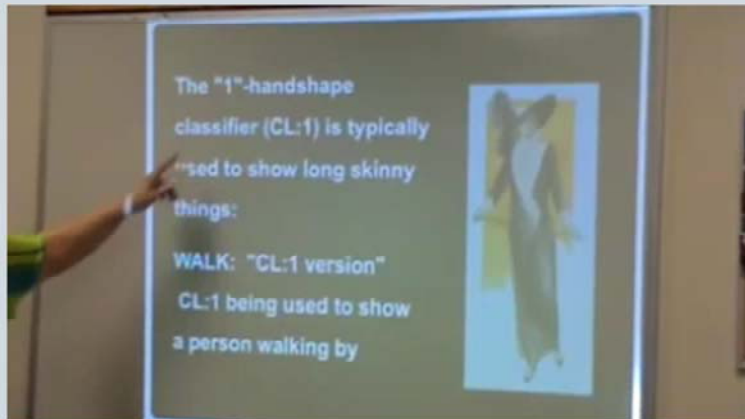 The "1"-handshape
classifier (CL:1) is typically
used to show long skinny
things:
WALK: "CL:1 version"
CL:1 being used to show
a person walking by